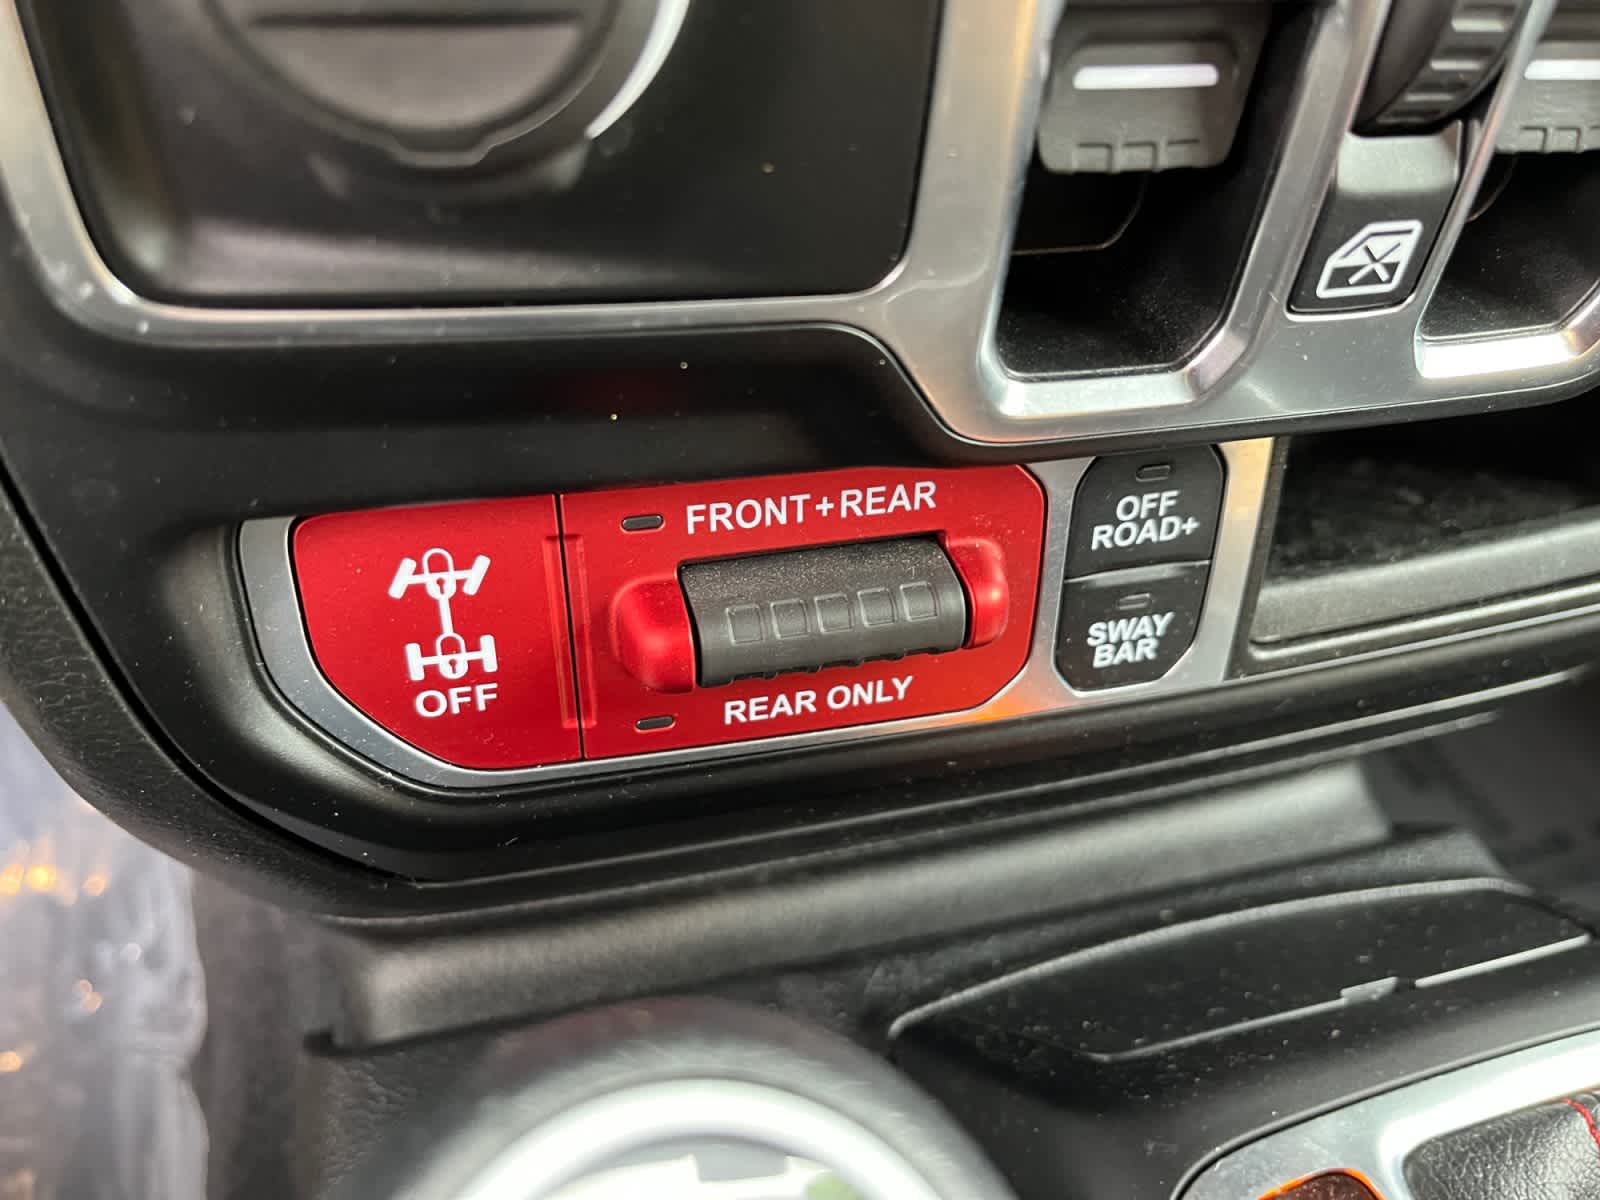 FRONT+REAR
OFF
REAR ONLY
OFF
ROAD+
SWAY
BAR